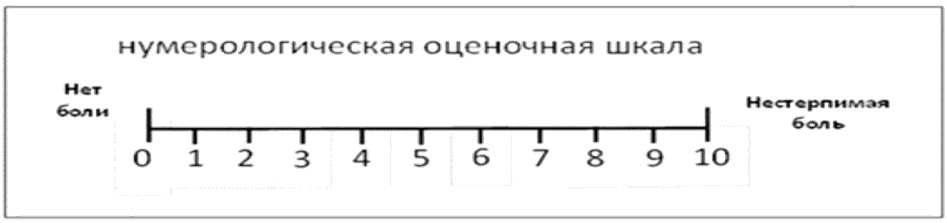 нумерологическая оценочная шкала
Нет
боли
Нестерпимая
боль
0 1 2 3 4 5 6 7 8 9 10